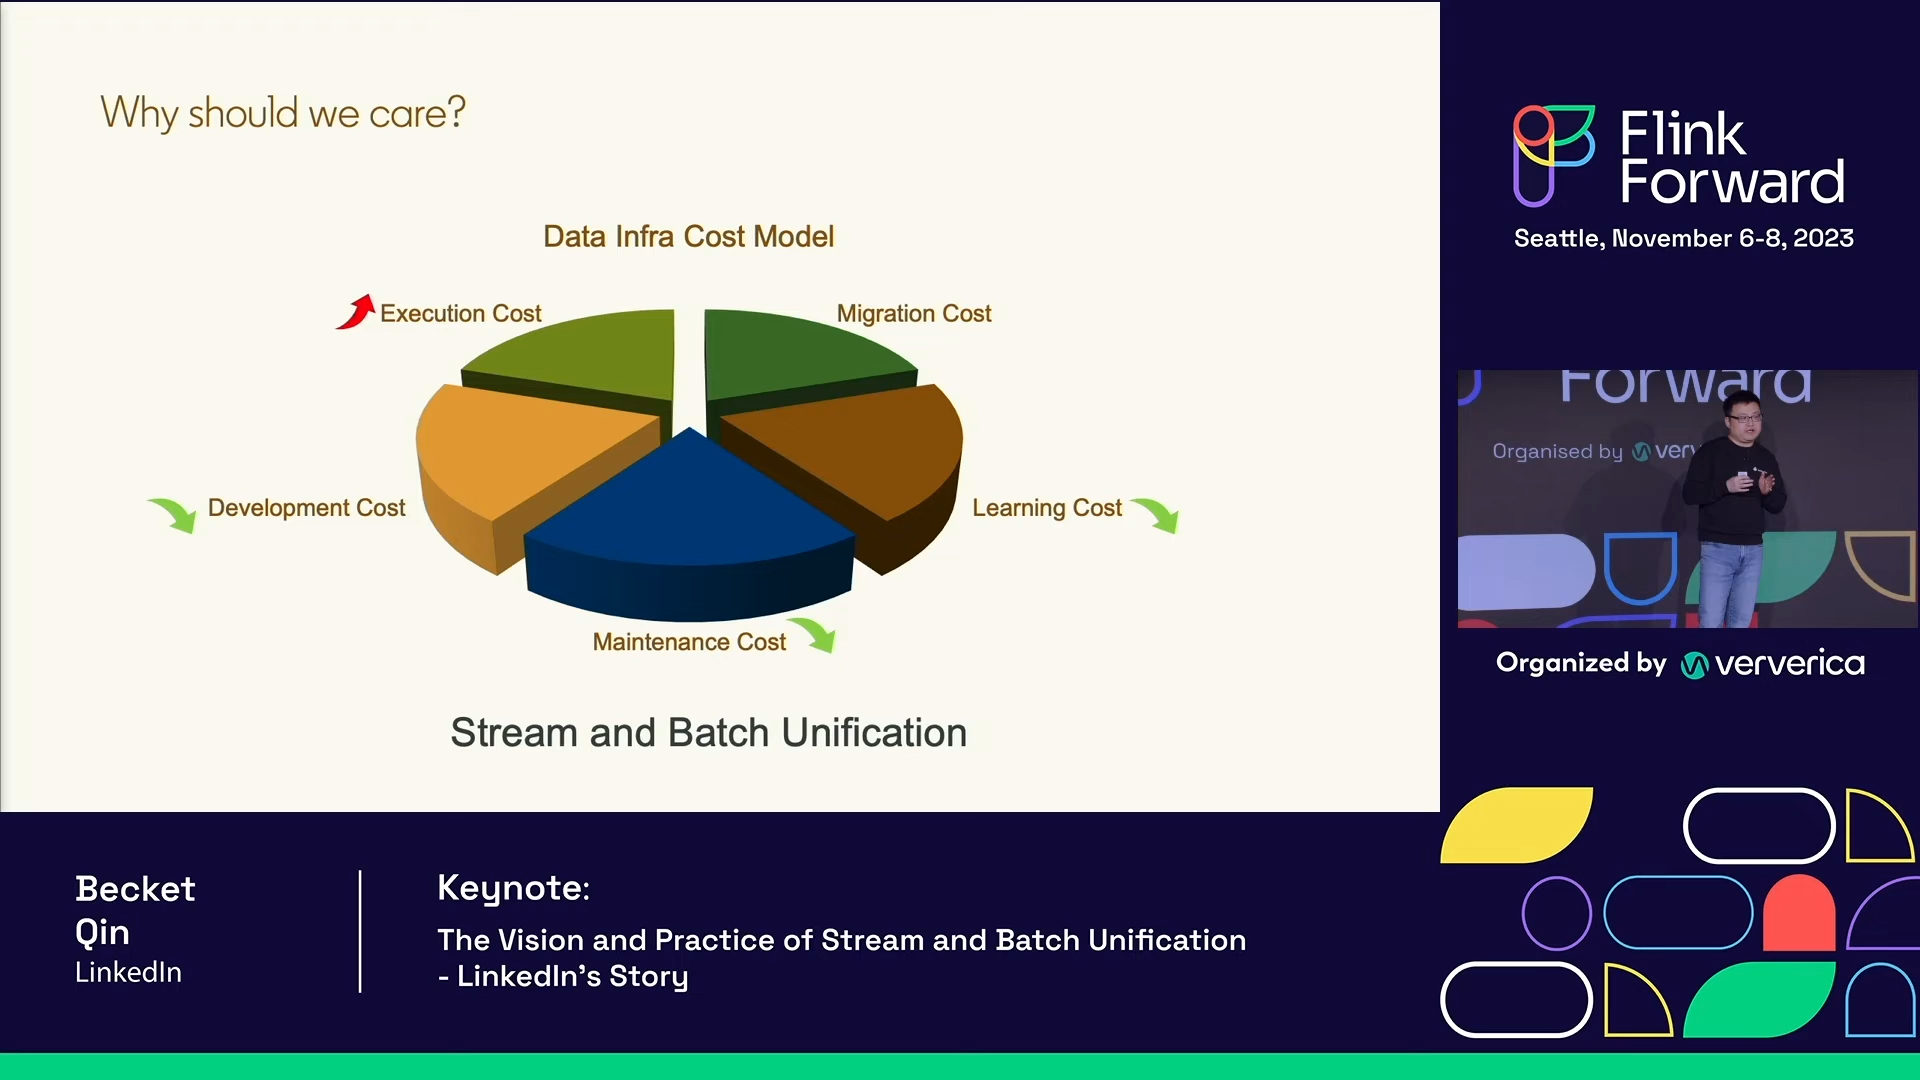 Why should we care?
Data Infra Cost Model
Execution Cost
Migration Cost
Development Cost
Learning Cost
Maintenance Cost
Stream and Batch Unification
Flink
Forward
Seattle, November 6-8, 2023
Forward
Organised by
Organized by ververica
Becket
Qin
LinkedIn
Keynote:
The Vision and Practice of Stream and Batch Unification
- LinkedIn's Story